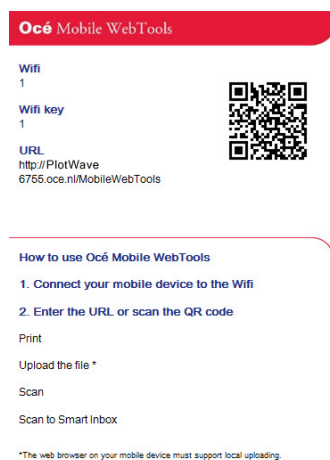 Océ Mobile WebTools
Wifi
1
Wifi key
1
URL
http://PlotWave
6755.oce.nl/MobileWebTools
How to use Océ Mobile WebTools
1. Connect your mobile device to the Wifi
2. Enter the URL or scan the QR code
Print
Upload the file *
Scan
Scan to Smart Inbox
*The web browser on your mobile device must support local uploading.